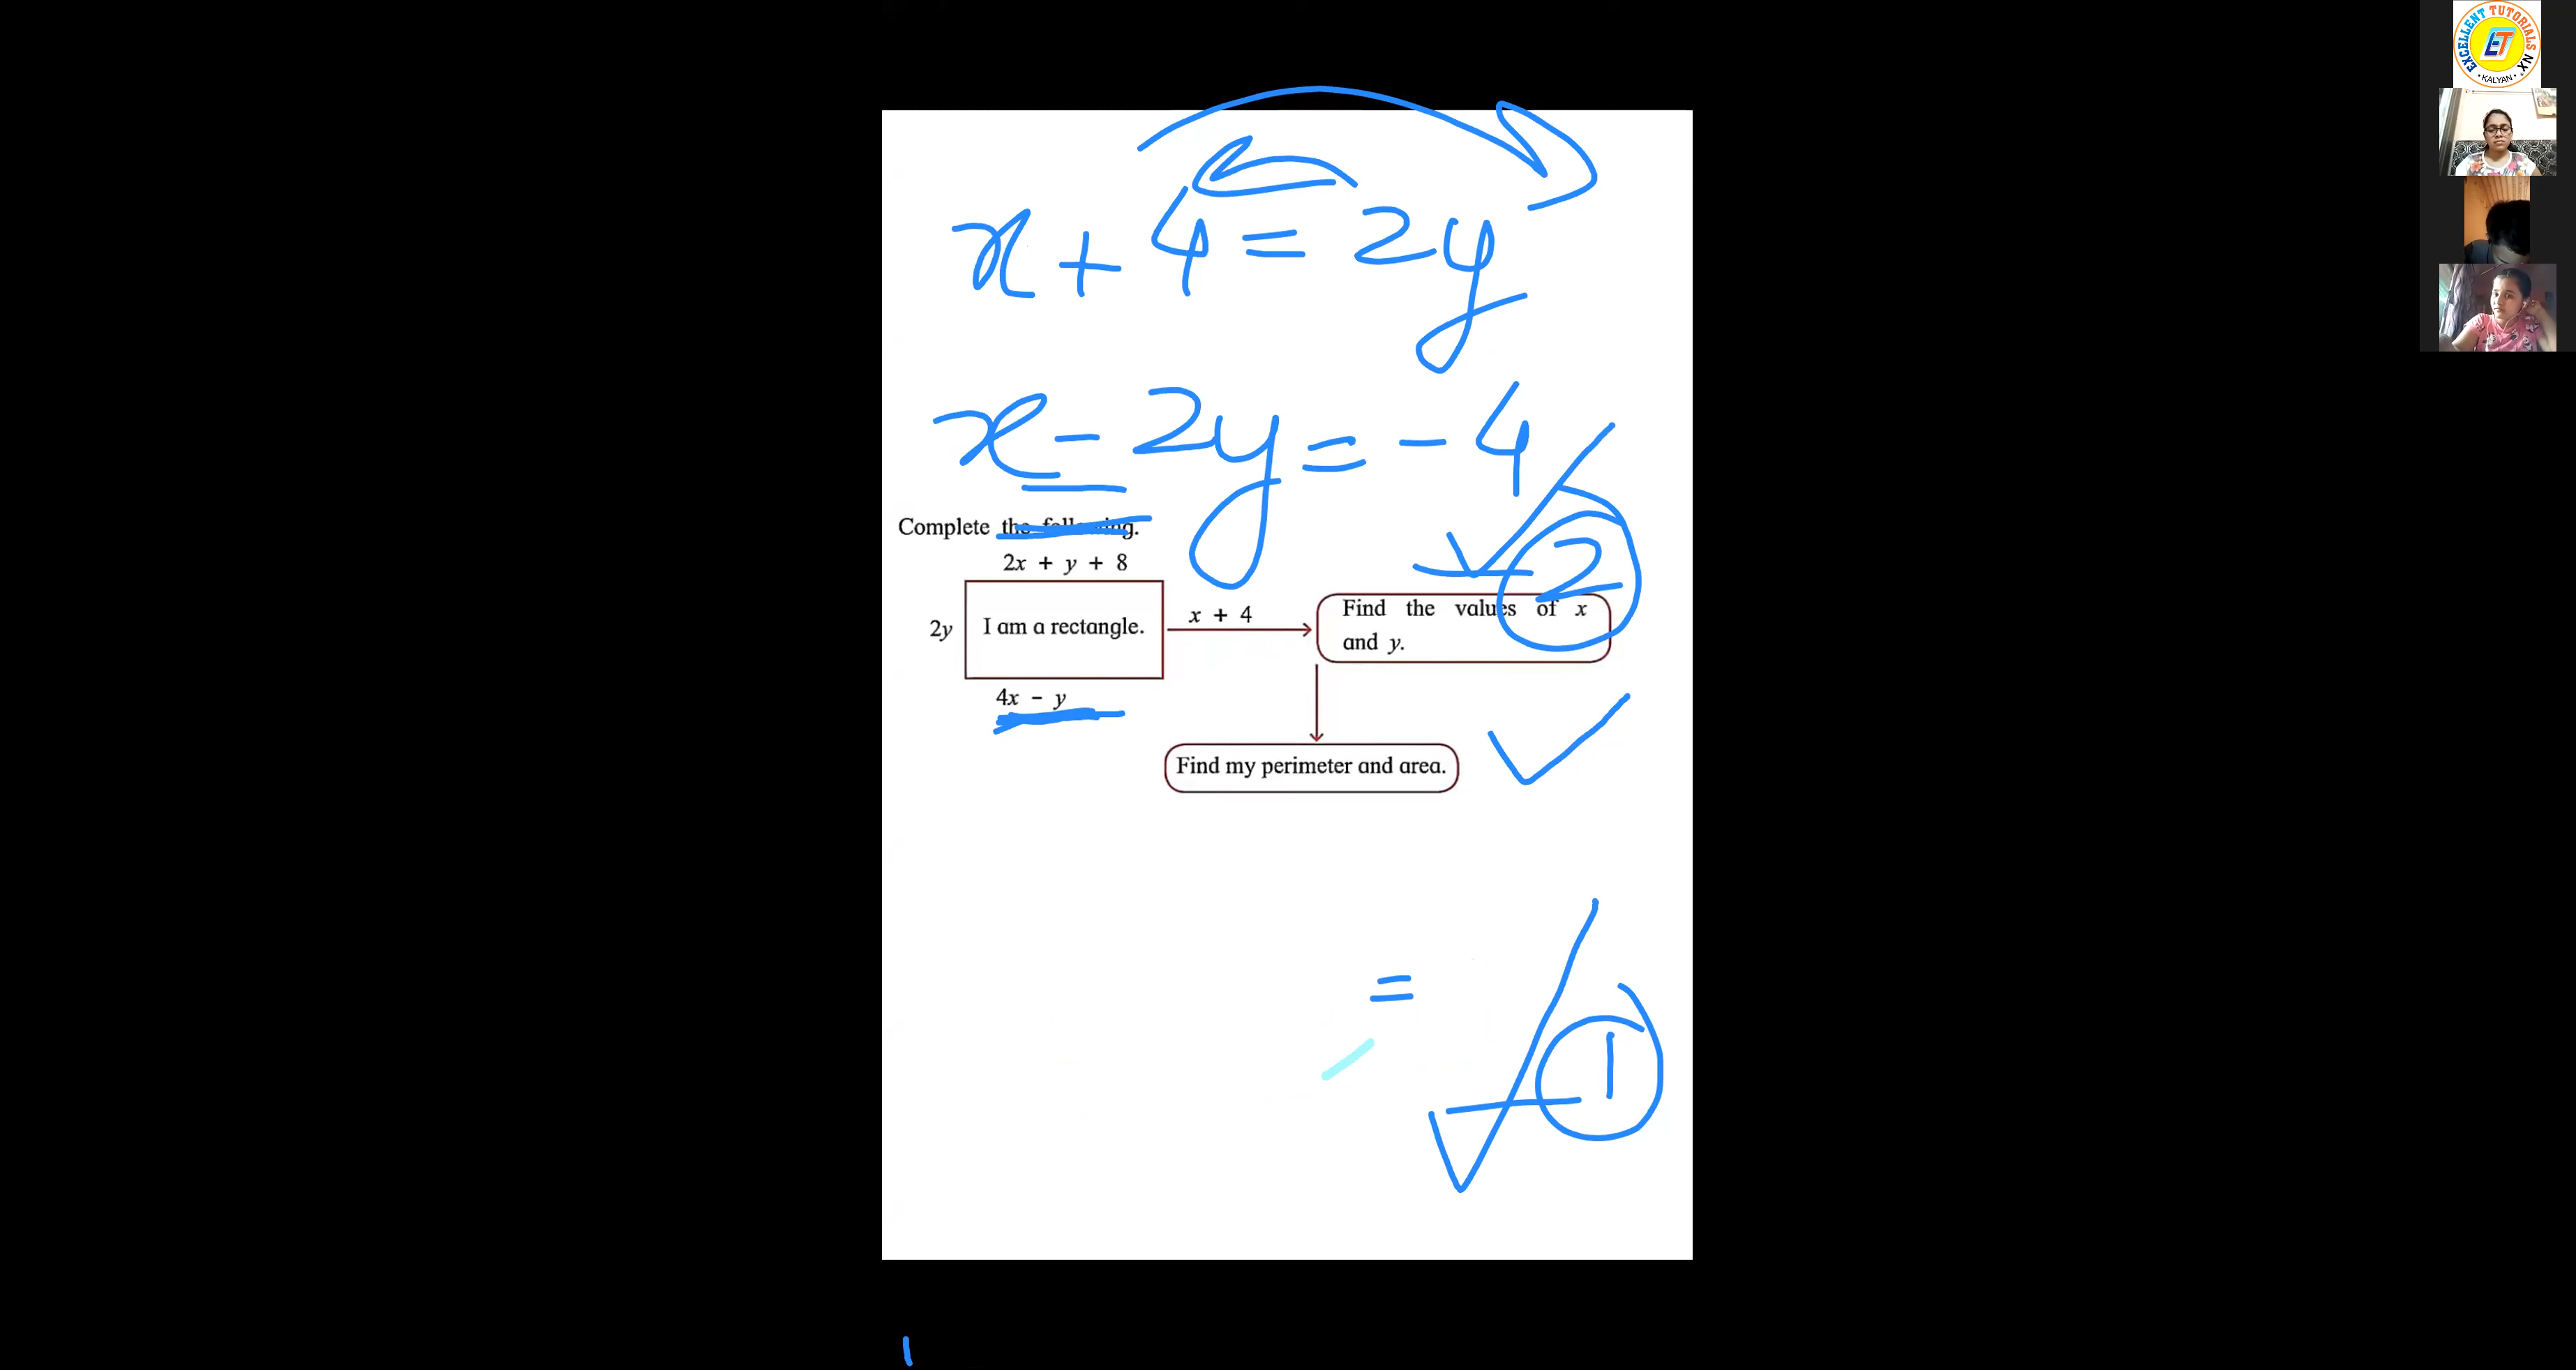 x + 4 = 2y
x - 2y = -4
2
Complete the following.
2x + y + 8
2y
I am a rectangle.
x + 4
Find the values of x
and y.
4x - y
Find my perimeter and area.
=
1
EXCELLENT TUTORIALS NX.
ET
• KALYAN •